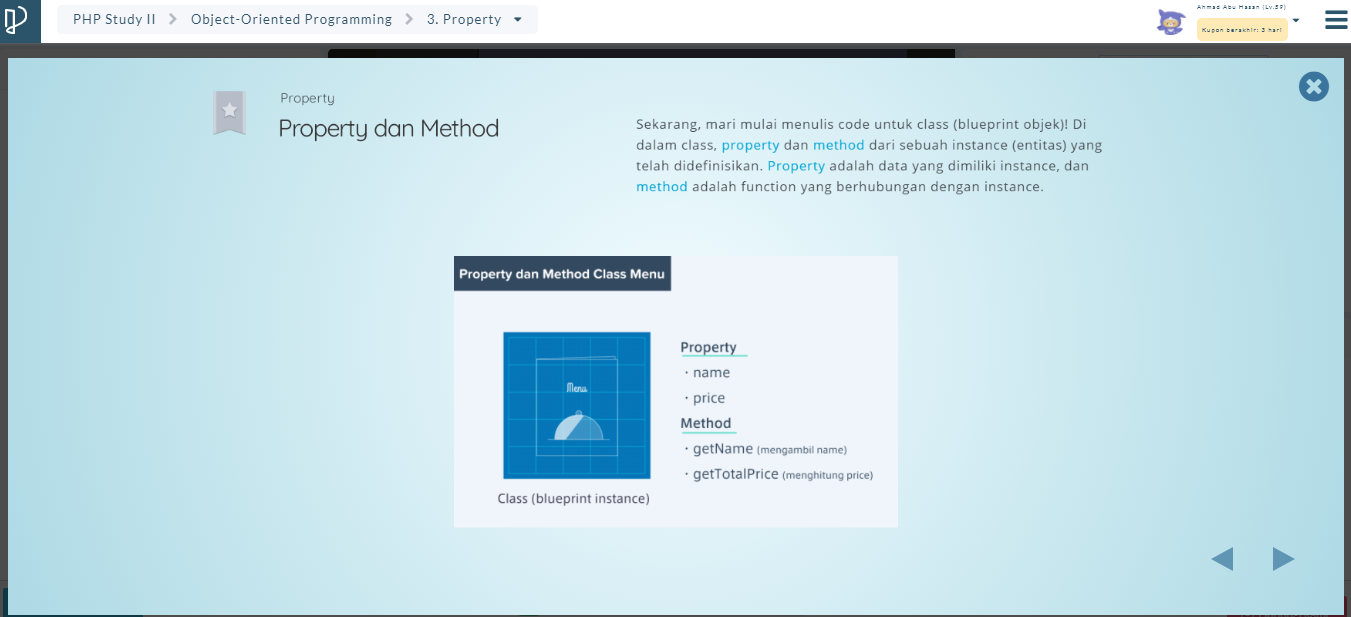 PHP Study II
Object-Oriented Programming
3. Property
Ahmad Abu Hasan (Lv.59)
Kupon berakhir: 3 hari
Property
Property dan Method
Sekarang, mari mulai menulis code untuk class (blueprint objek)! Di
dalam class, property dan method dari sebuah instance (entitas) yang
telah didefinisikan. Property adalah data yang dimiliki instance, dan
method adalah function yang berhubungan dengan instance.
Property dan Method Class Menu
Menu
Class (blueprint instance)
Property
・name
・price
Method
・getName (mengambil name)
・getTotalPrice (menghitung price)